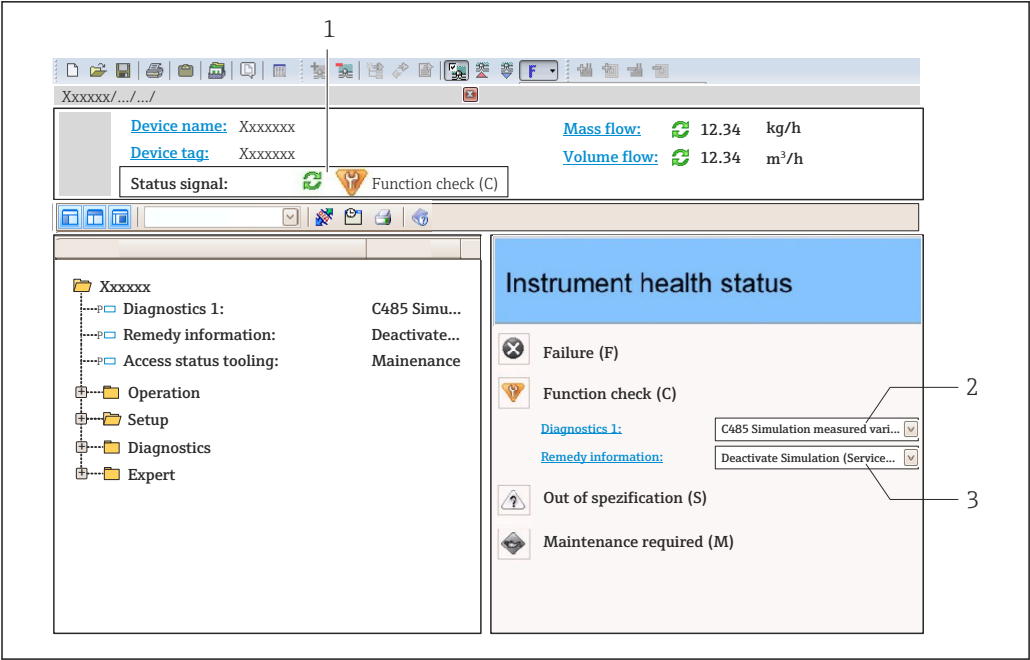 1
F
Xxxxxx/.../.../
Device name: Xxxxxxx
Mass flow: 12.34 kg/h
Device tag: Xxxxxxx
Volume flow: 12.34 m³/h
Status signal: Function check (C)
Xxxxxx
Diagnostics 1: C485 Simu...
Remedy information: Deactivate...
Access status tooling: Mainenance
Operation
Setup
Diagnostics
Expert
Instrument health status
Failure (F)
Function check (C)
Diagnostics 1: C485 Simulation measured vari...
2
Remedy information: Deactivate Simulation (Service...
3
Out of spezification (S)
Maintenance required (M)